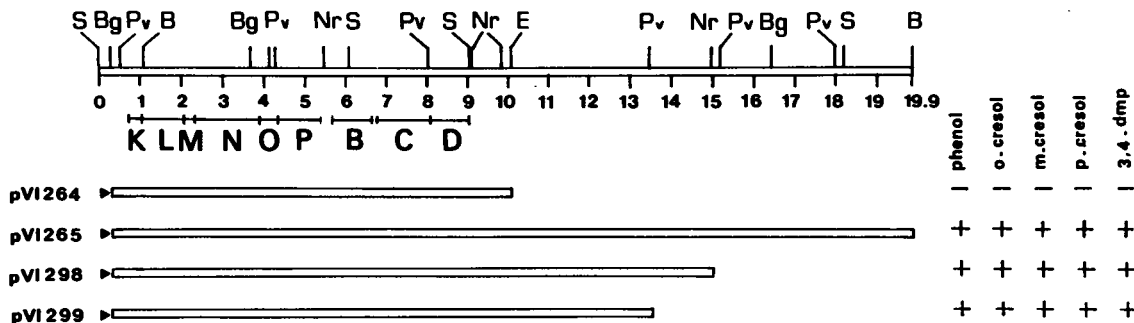 S Bg Pv B Bg Pv Nr S Pv S Nr E Pv Nr Pv Bg Pv S B
0 1 2 3 4 5 6 7 8 9 10 11 12 13 14 15 16 17 18 19 19.9
K L M N O P B C D
phenol o.cresol m.cresol p.cresol 3,4.dmp
pVI264 – – – – –
pVI265 + + + + +
pVI298 + + + + +
pVI299 + + + + +